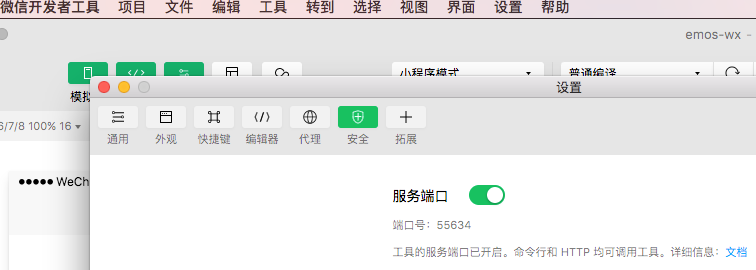 微信开发者工具 项目 文件 编辑 工具 转到 选择 视图 界面 设置 帮助
emos-wx -
小程序模式 普通编译
模拟
设置
6/7/8 100% 16
通用 外观 快捷键 编辑器 代理 安全 拓展
WeCh
服务端口
端口号：55634
工具的服务端口已开启。命令行和 HTTP 均可调用工具。详细信息：文档